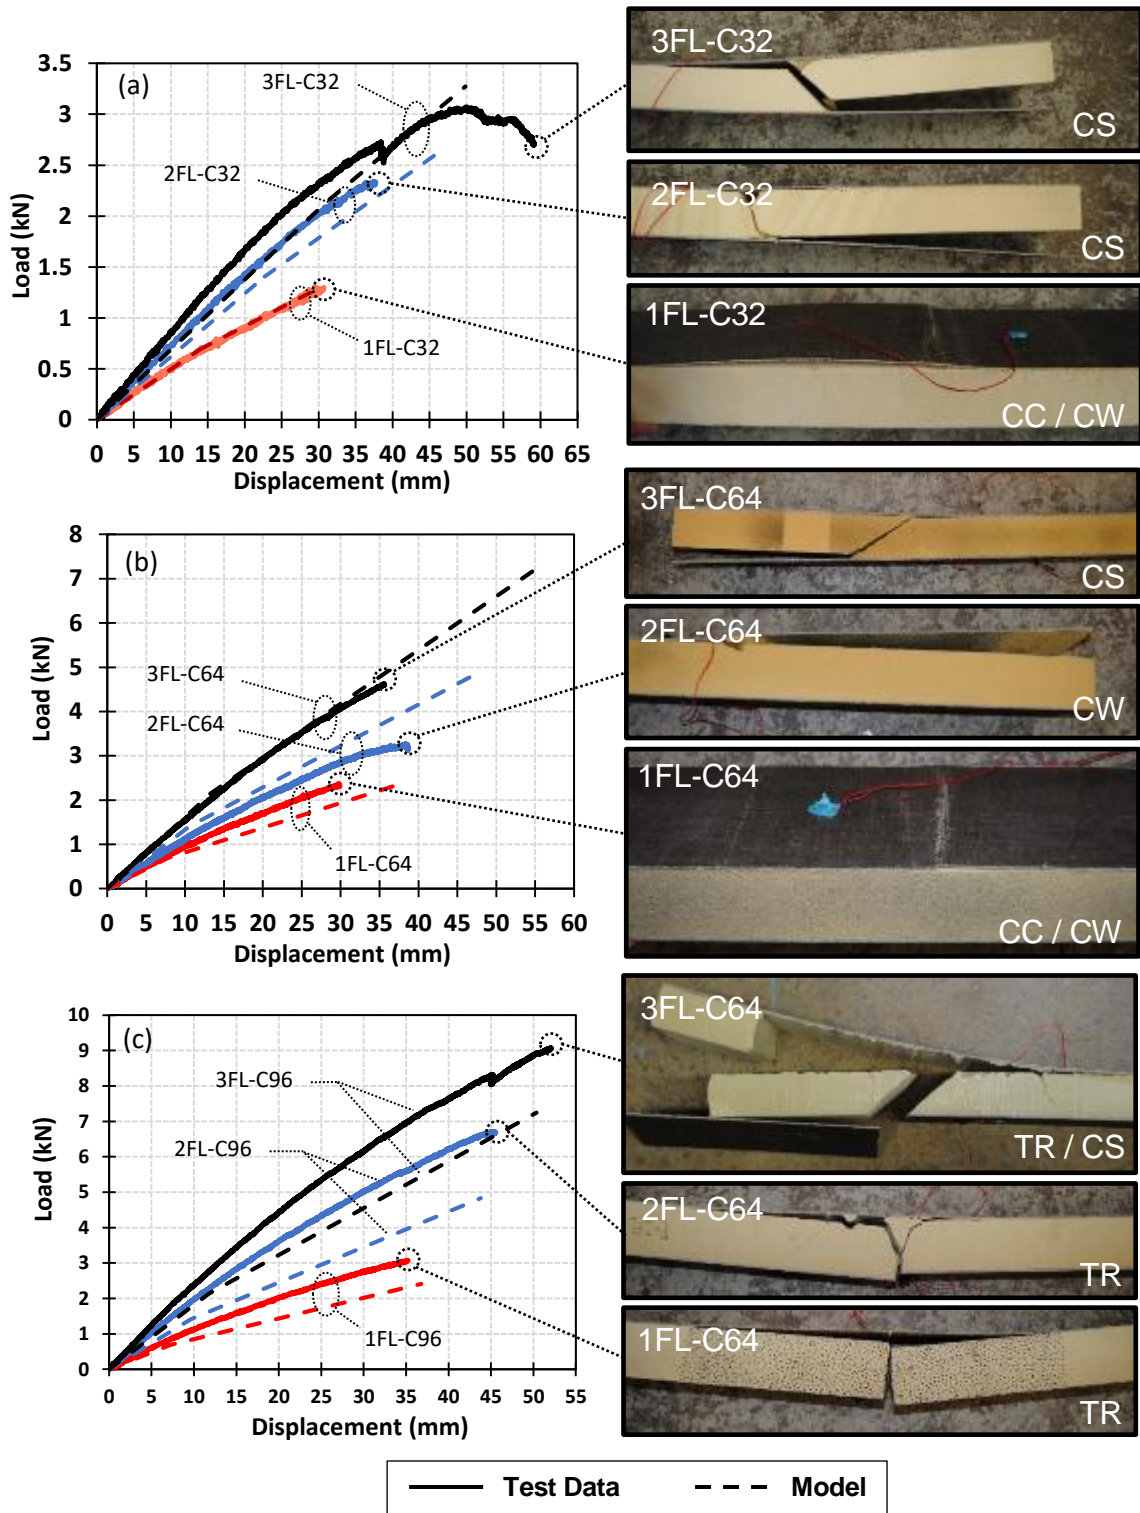 (a)
3.5
3
2.5
2
1.5
1
0.5
0
Load (kN)
0 5 10 15 20 25 30 35 40 45 50 55 60 65
Displacement (mm)
3FL-C32
2FL-C32
1FL-C32
3FL-C32
CS
2FL-C32
CS
1FL-C32
CC / CW
(b)
8
7
6
5
4
3
2
1
0
Load (kN)
0 5 10 15 20 25 30 35 40 45 50 55 60
Displacement (mm)
3FL-C64
2FL-C64
1FL-C64
3FL-C64
CS
2FL-C64
CW
1FL-C64
CC / CW
(c)
10
9
8
7
6
5
4
3
2
1
0
Load (kN)
0 5 10 15 20 25 30 35 40 45 50 55
Displacement (mm)
3FL-C96
2FL-C96
1FL-C96
3FL-C64
TR / CS
2FL-C64
TR
1FL-C64
TR
Test Data
Model